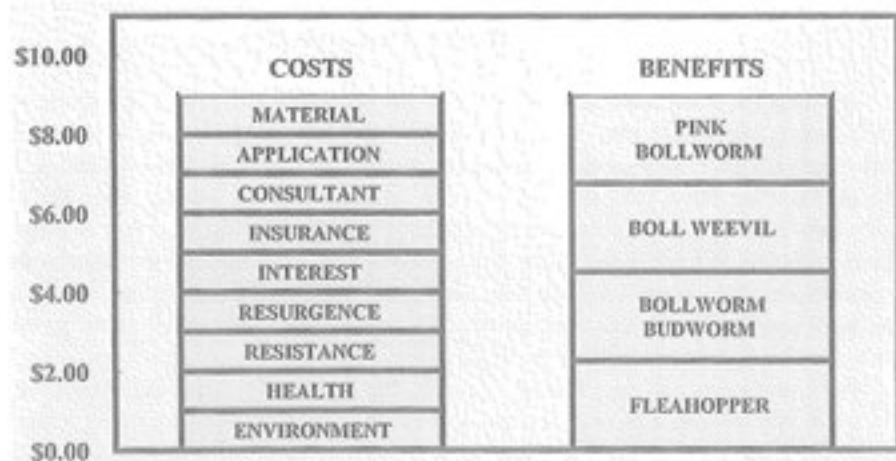 $10.00
$8.00
$6.00
$4.00
$2.00
$0.00
COSTS
MATERIAL
APPLICATION
CONSULTANT
INSURANCE
INTEREST
RESURGENCE
RESISTANCE
HEALTH
ENVIRONMENT
BENEFITS
PINK
BOLLWORM
BOLL WEEVIL
BOLLWORM
BUDWORM
FLEAHOPPER